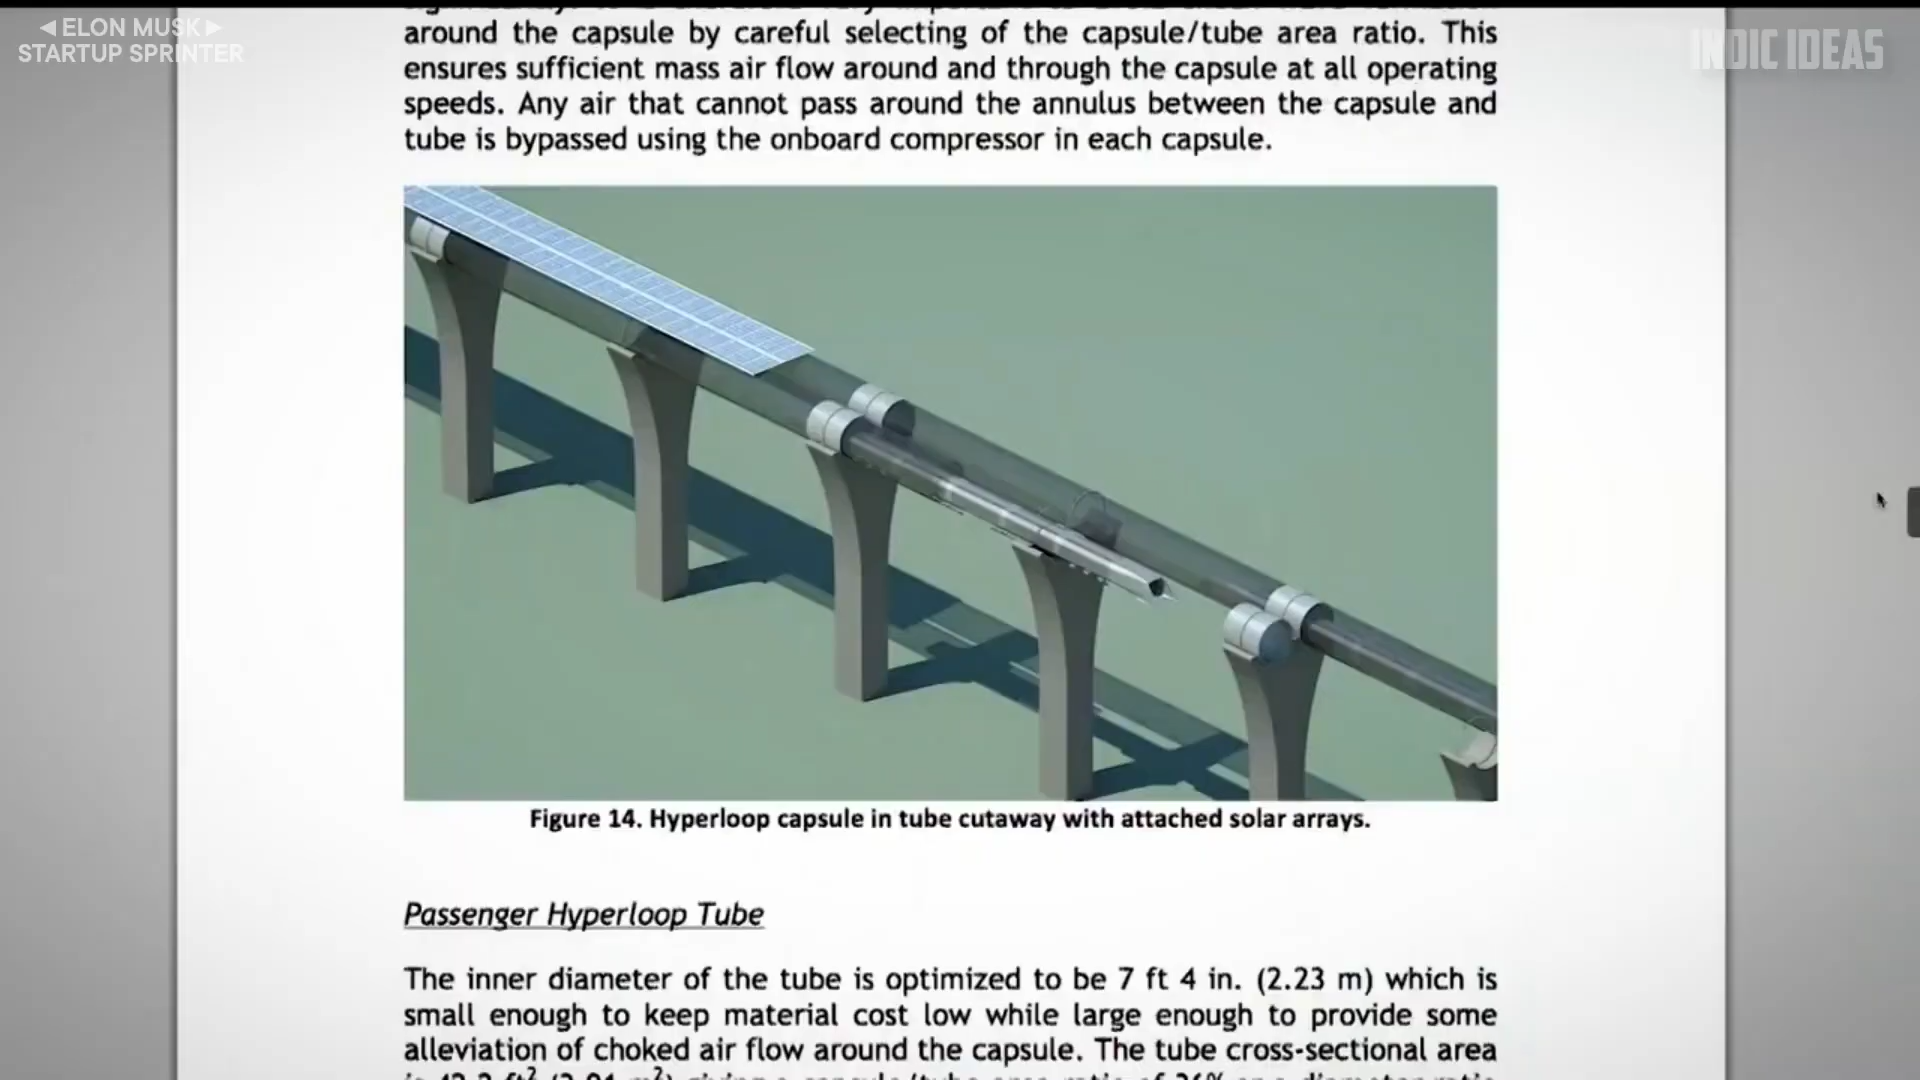 ◄ELON MUSK►
STARTUP SPRINTER
INDIC IDEAS
around the capsule by careful selecting of the capsule/tube area ratio. This
ensures sufficient mass air flow around and through the capsule at all operating
speeds. Any air that cannot pass around the annulus between the capsule and
tube is bypassed using the onboard compressor in each capsule.
Figure 14. Hyperloop capsule in tube cutaway with attached solar arrays.
Passenger Hyperloop Tube
The inner diameter of the tube is optimized to be 7 ft 4 in. (2.23 m) which is
small enough to keep material cost low while large enough to provide some
alleviation of choked air flow around the capsule. The tube cross-sectional area